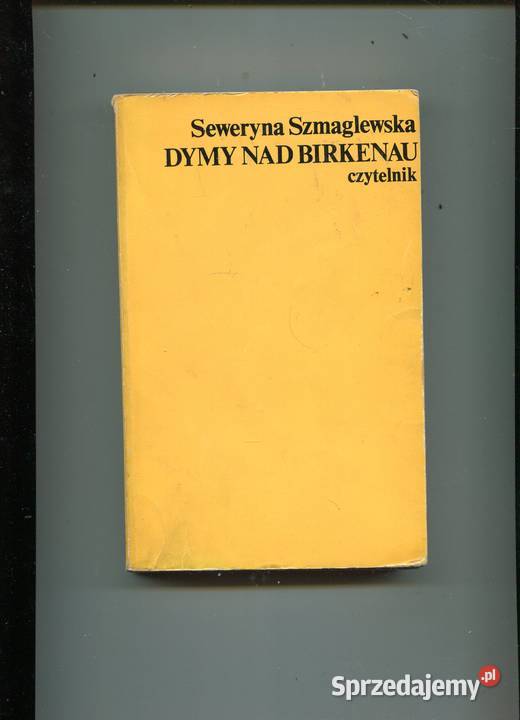 Seweryna Szmaglewska
DYMY NAD BIRKENAU
czytelnik
Sprzedajemy.pl